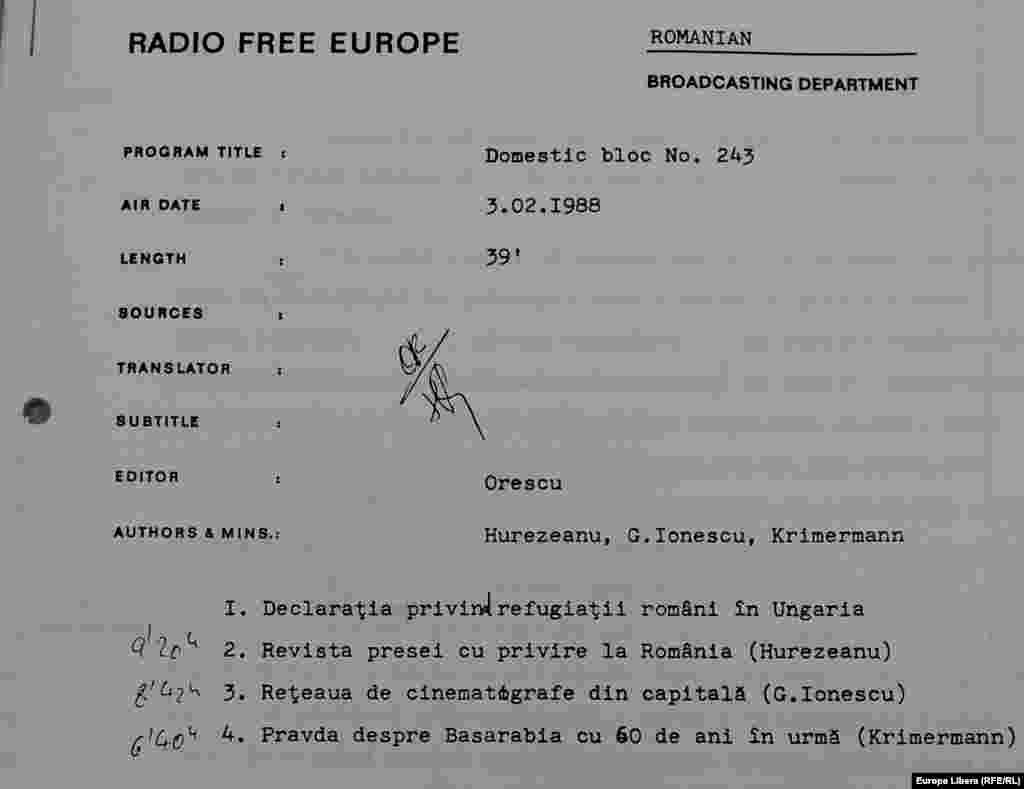 RADIO FREE EUROPE
ROMANIAN
BROADCASTING DEPARTMENT
PROGRAM TITLE : Domestic bloc No. 243
AIR DATE : 3.02.I988
LENGTH : 39'
SOURCES :
TRANSLATOR :
SUBTITLE :
EDITOR : Orescu
AUTHORS & MINS.: Hurezeanu, G.Ionescu, Krimermann
I. Declaraţia privind refugiaţii români în Ungaria
9'20" 2. Revista presei cu privire la România (Hurezeanu)
8'42" 3. Reţeaua de cinematografe din capitală (G.Ionescu)
6'40" 4. Pravda despre Basarabia cu 60 de ani în urmă (Krimermann)
Europa Libera (RFE/RL)